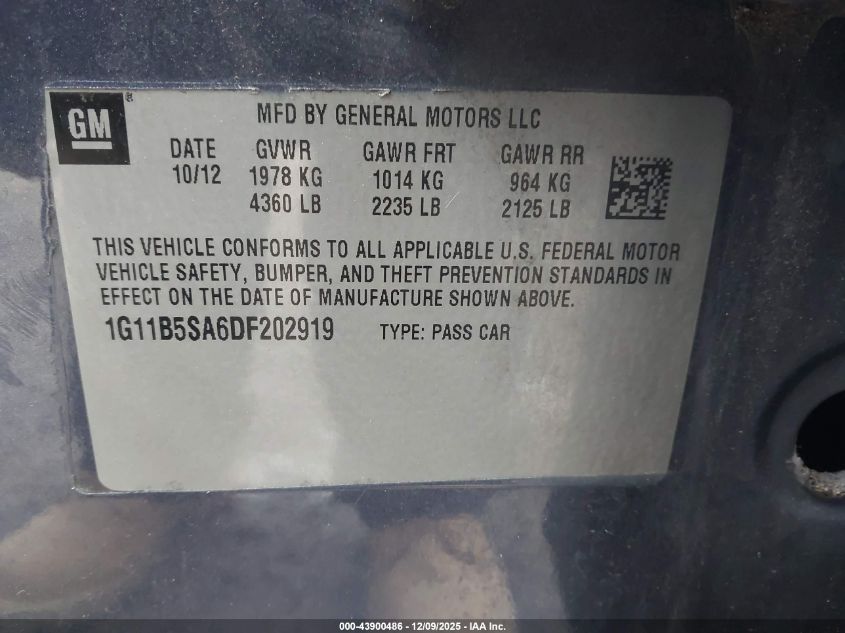 GM
®
MFD BY GENERAL MOTORS LLC
DATE GVWR GAWR FRT GAWR RR
10/12 1978 KG 1014 KG 964 KG
4360 LB 2235 LB 2125 LB
THIS VEHICLE CONFORMS TO ALL APPLICABLE U.S. FEDERAL MOTOR
VEHICLE SAFETY, BUMPER, AND THEFT PREVENTION STANDARDS IN
EFFECT ON THE DATE OF MANUFACTURE SHOWN ABOVE.
1G11B5SA6DF202919 TYPE: PASS CAR
000-43900486 - 12/09/2025 - IAA Inc.